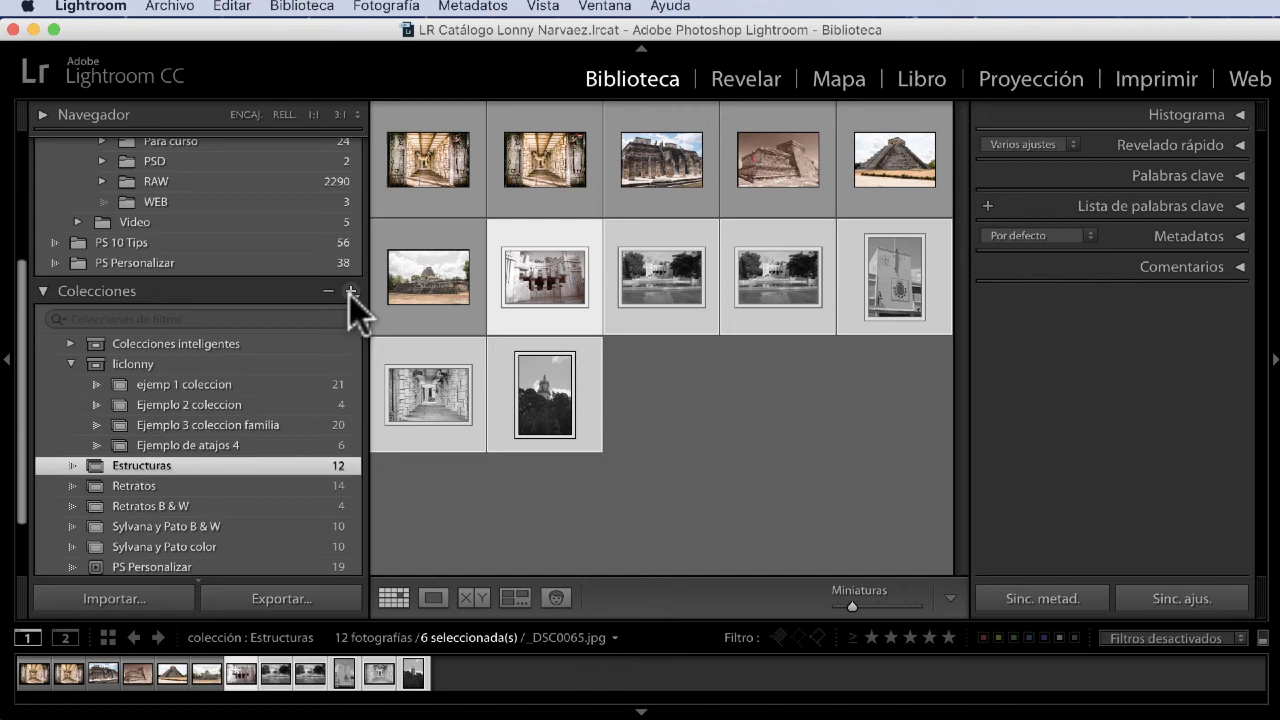 Lightroom Archivo Editar Biblioteca Fotografía Metadatos Vista Ventana Ayuda
LR Catálogo Lonny Narvaez.lrcat - Adobe Photoshop Lightroom - Biblioteca
Lr Adobe
Lightroom CC
Biblioteca | Revelar | Mapa | Libro | Proyección | Imprimir | Web
Navegador ENCAJ. RELL. 1:1 3:1
Para curso 24
PSD 2
RAW 2290
WEB 3
Video 5
PS 10 Tips 56
PS Personalizar 38
Colecciones
Colecciones de filtros
Colecciones inteligentes
liclonny
ejemp 1 coleccion 21
Ejemplo 2 coleccion 4
Ejemplo 3 coleccion familia 20
Ejemplo de atajos 4 6
Estructuras 12
Retratos 14
Retratos B & W 4
Sylvana y Pato B & W 10
Sylvana y Pato color 10
PS Personalizar 19
Importar... Exportar...
Histograma
Varios ajustes Revelado rápido
Palabras clave
Lista de palabras clave
Por defecto Metadatos
Comentarios
XY
Miniaturas
Sinc. metad. Sinc. ajus.
1 2 colección : Estructuras 12 fotografías / 6 seleccionada(s) / _DSC0065.jpg Filtro : Filtros desactivados